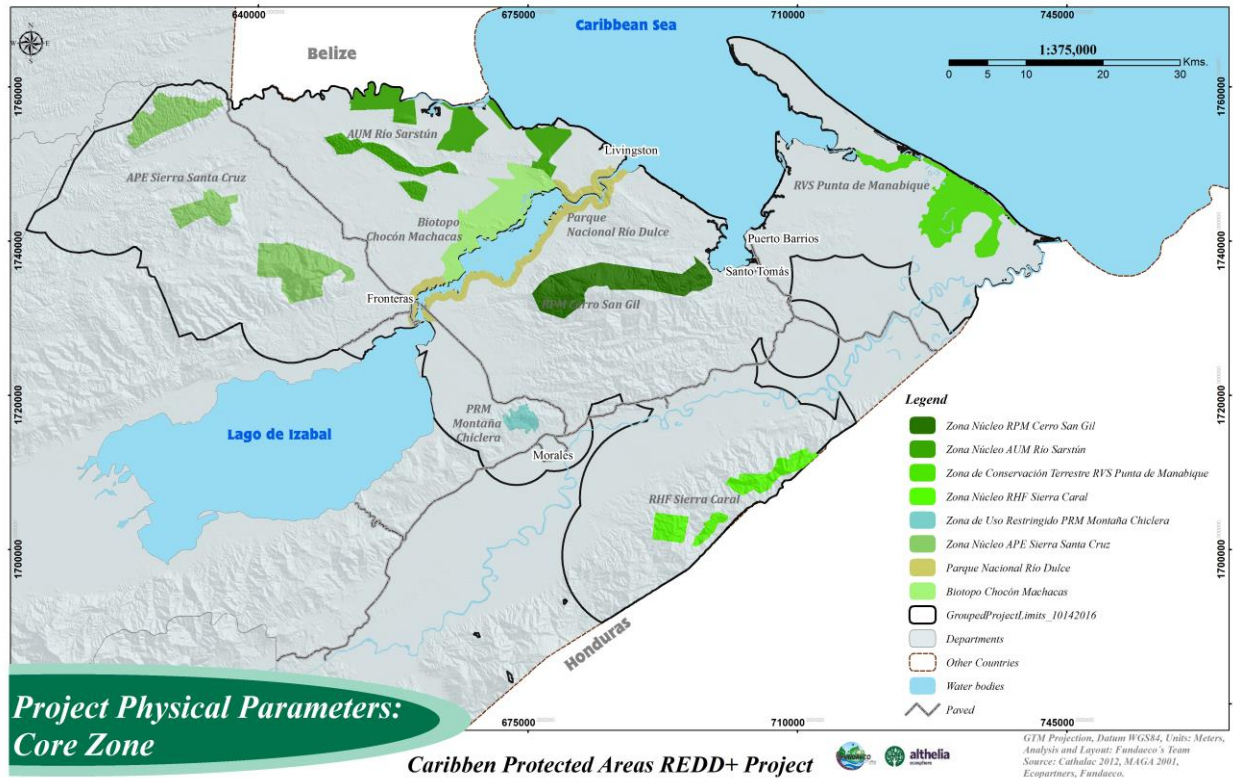 640000
675000
710000
745000
Caribbean Sea
Belize
1:375,000
Kms.
0 5 10 20 30
1760000
1760000
AUM Río Sarstún
Livingston
APE Sierra Santa Cruz
RVS Punta de Manabique
Biotopo
Chocón Machacas
Parque
Nacional Río Dulce
Puerto Barrios
1740000
1740000
Santo Tomás
Fronteras
RPM Cerro San Gil
1720000
1720000
PRM
Montaña
Chiclera
Lago de Izabal
Morales
RHF Sierra Caral
1700000
1700000
Honduras
Legend
Zona Núcleo RPM Cerro San Gil
Zona Núcleo AUM Río Sarstún
Zona de Conservación Terrestre RVS Punta de Manabique
Zona Núcleo RHF Sierra Caral
Zona de Uso Restringido PRM Montaña Chiclera
Zona Núcleo APE Sierra Santa Cruz
Parque Nacional Río Dulce
Biotopo Chocón Machacas
GroupedProjectLimits_10142016
Departments
Other Countries
Water bodies
Paved
675000
710000
745000
Project Physical Parameters:
Core Zone
Caribben Protected Areas REDD+ Project
FUNDAECO
althelia
ecosphere
GTM Projection, Datum WGS84, Units: Meters,
Analysis and Layout: Fundaeco's Team
Source: Cathalac 2012, MAGA 2001,
Ecopartners, Fundaeco.